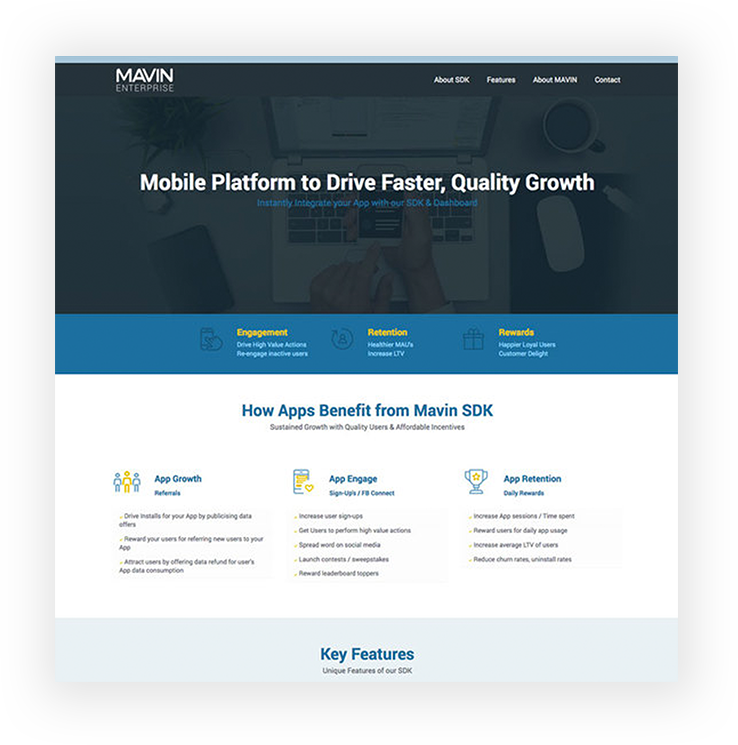 MAVIN
ENTERPRISE
About SDK Features About MAVIN Contact
Mobile Platform to Drive Faster, Quality Growth
Instantly Integrate your App with our SDK & Dashboard
Engagement
Drive High Value Actions
Re-engage inactive users
Retention
Healthier MAU's
Increase LTV
Rewards
Happier Loyal Users
Customer Delight
How Apps Benefit from Mavin SDK
Sustained Growth with Quality Users & Affordable Incentives
App Growth
Referrals
Drive Installs for your App by publicising data
offers
Reward your users for referring new users to your
App
Attract users by offering data refund for user's
App data consumption
App Engage
Sign-Up's / FB Connect
Increase user sign-ups
Get Users to perform high value actions
Spread word on social media
Launch contests / sweepstakes
Reward leaderboard toppers
App Retention
Daily Rewards
Increase App sessions / Time spent
Reward users for daily app usage
Increase average LTV of users
Reduce churn rates, uninstall rates
Key Features
Unique Features of our SDK